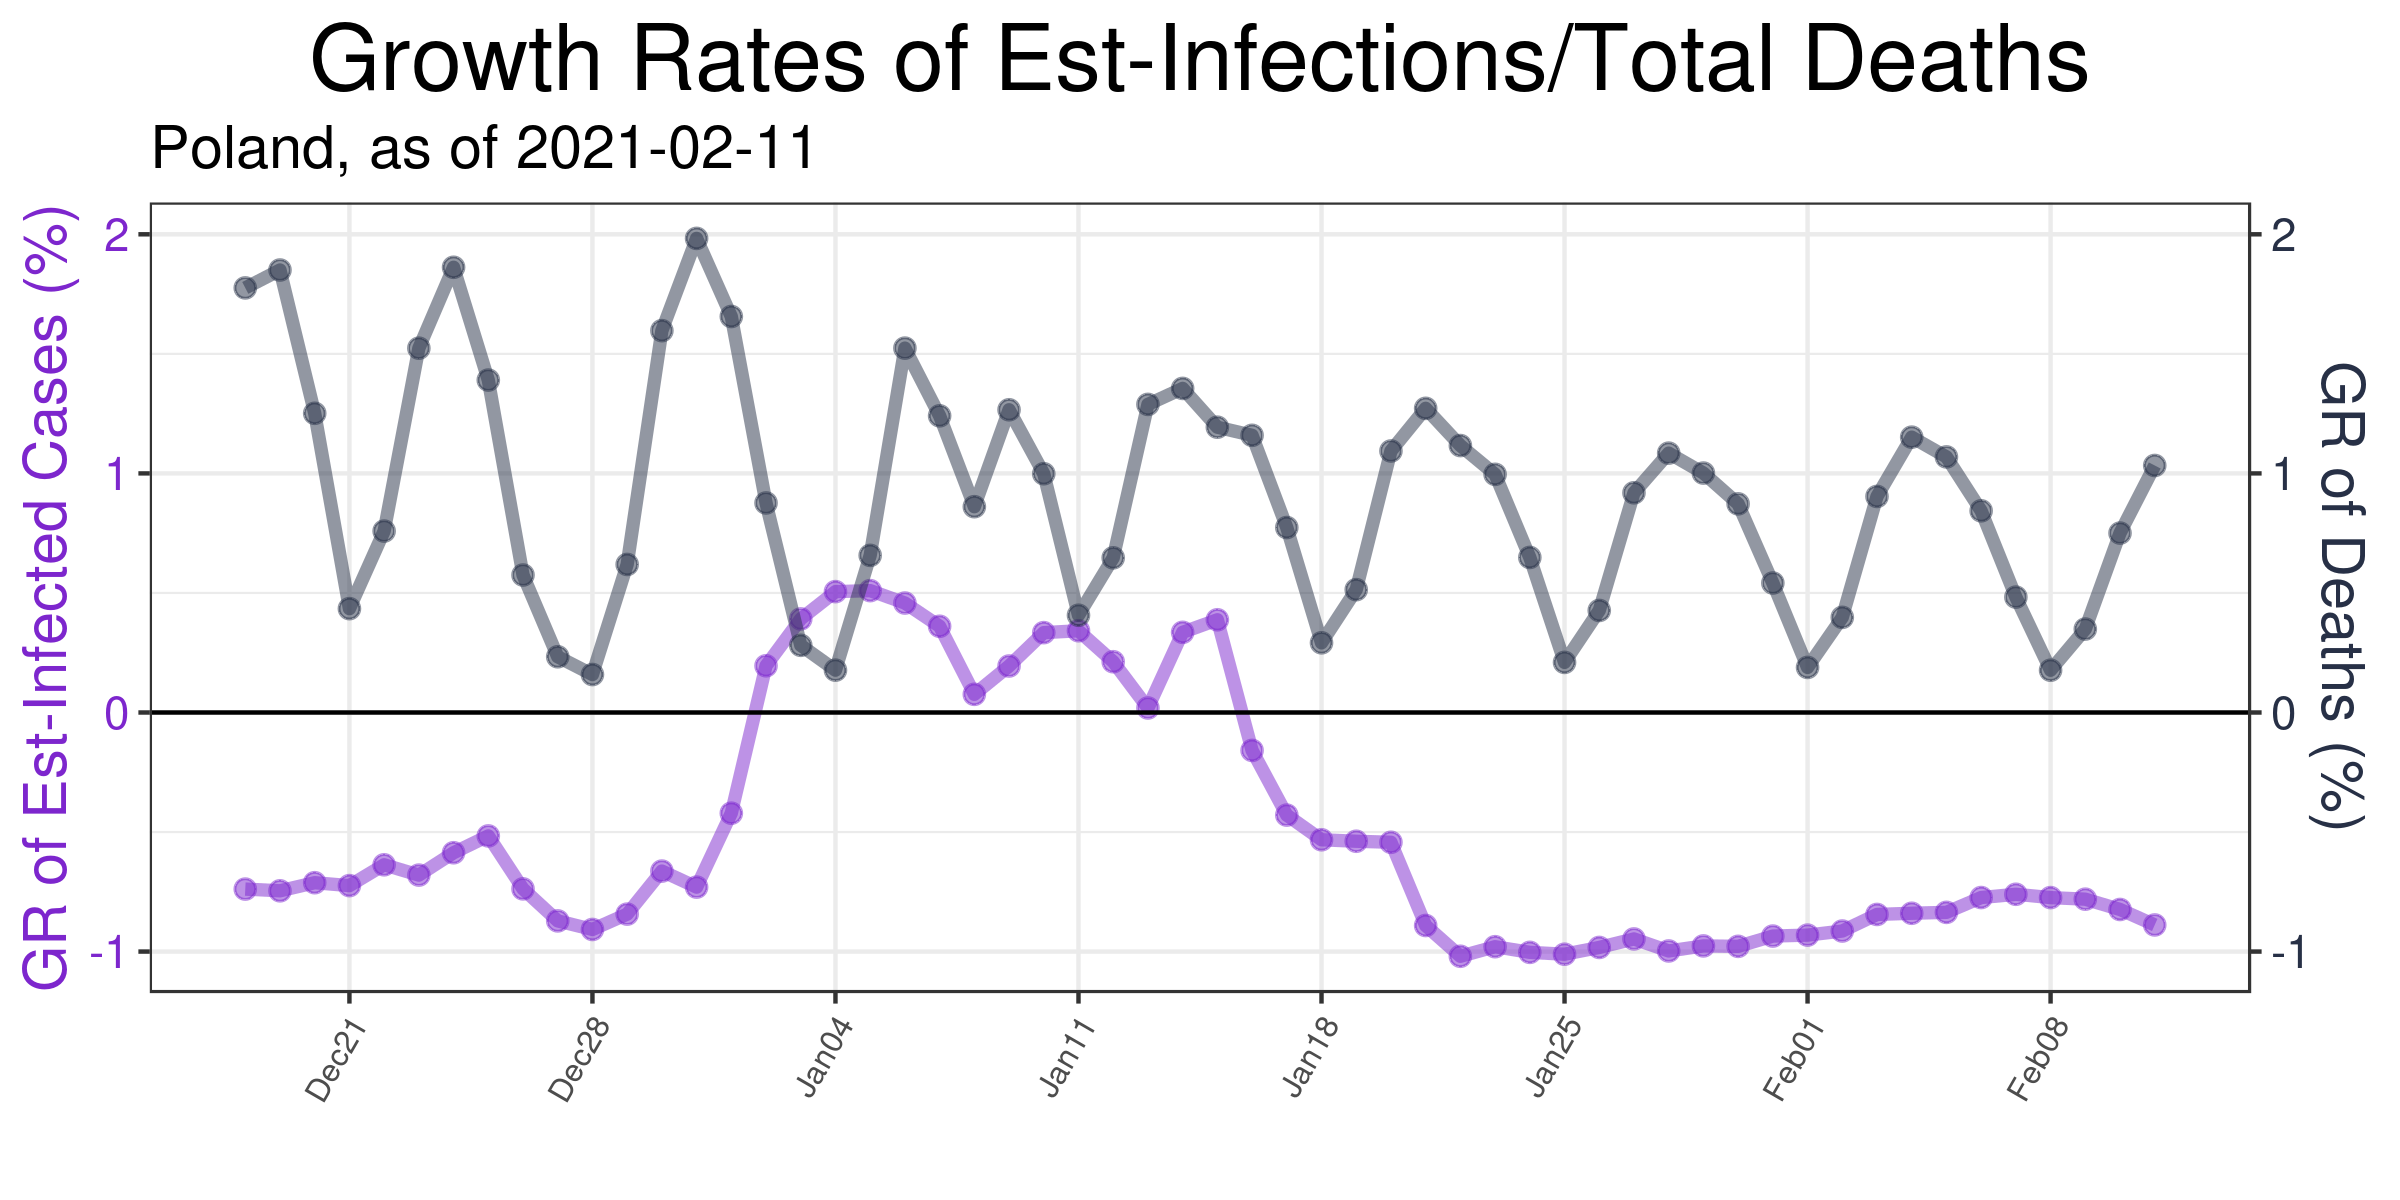 Growth Rates of Est-Infections/Total Deaths
Poland, as of 2021-02-11
GR of Est-Infected Cases (%)
2
1
0
-1
2
1
0
-1
GR of Deaths (%)
Dec21
Dec28
Jan04
Jan11
Jan18
Jan25
Feb01
Feb08